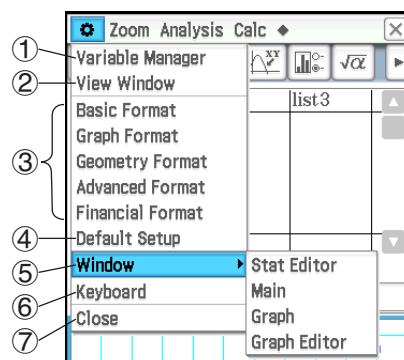 Zoom Analysis Calc ◆
① Variable Manager
② View Window
③ Basic Format
Graph Format
Geometry Format
Advanced Format
Financial Format
④ Default Setup
⑤ Window
⑥ Keyboard
⑦ Close
XY
√α
list3
Stat Editor
Main
Graph
Graph Editor